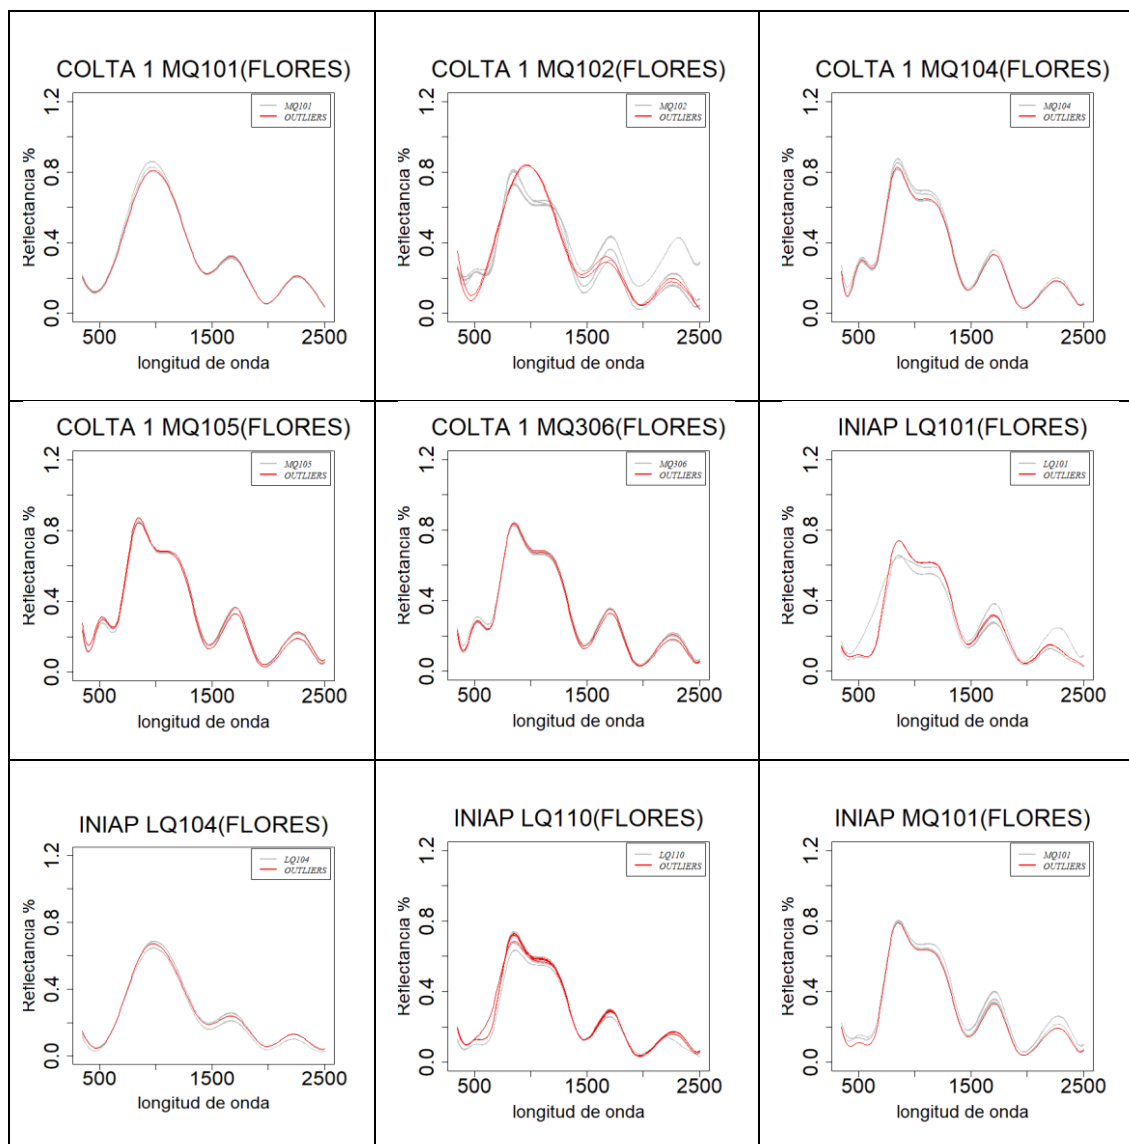 COLTA 1 MQ101(FLORES)
Reflectancia %
0.0 0.4 0.8 1.2
MQ101
OUTLIERS
500 1500 2500
longitud de onda
COLTA 1 MQ102(FLORES)
Reflectancia %
0.0 0.4 0.8 1.2
MQ102
OUTLIERS
500 1500 2500
longitud de onda
COLTA 1 MQ104(FLORES)
Reflectancia %
0.0 0.4 0.8 1.2
MQ104
OUTLIERS
500 1500 2500
longitud de onda
COLTA 1 MQ105(FLORES)
Reflectancia %
0.0 0.4 0.8 1.2
MQ105
OUTLIERS
500 1500 2500
longitud de onda
COLTA 1 MQ306(FLORES)
Reflectancia %
0.0 0.4 0.8 1.2
MQ306
OUTLIERS
500 1500 2500
longitud de onda
INIAP LQ101(FLORES)
Reflectancia %
0.0 0.4 0.8 1.2
LQ101
OUTLIERS
500 1500 2500
longitud de onda
INIAP LQ104(FLORES)
Reflectancia %
0.0 0.4 0.8 1.2
LQ104
OUTLIERS
500 1500 2500
longitud de onda
INIAP LQ110(FLORES)
Reflectancia %
0.0 0.4 0.8 1.2
LQ110
OUTLIERS
500 1500 2500
longitud de onda
INIAP MQ101(FLORES)
Reflectancia %
0.0 0.4 0.8 1.2
MQ101
OUTLIERS
500 1500 2500
longitud de onda